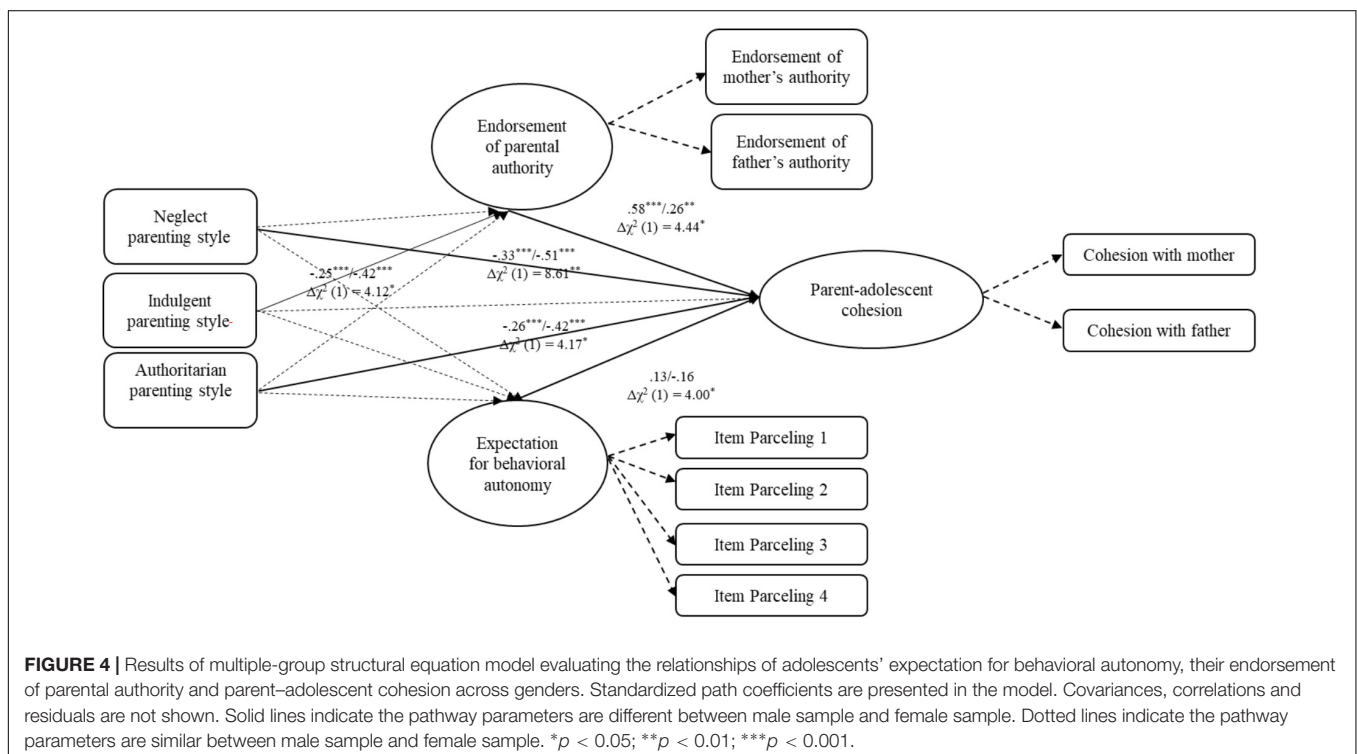 Endorsement of
mother's authority
Endorsement
of parental
authority
Endorsement of
father's authority
Neglect
parenting style
.58***/.26**
Δχ² (1) = 4.44*
-.33***/-.51***
Δχ² (1) = 8.61**
Cohesion with mother
-.25***/-.42***
Δχ² (1) = 4.12*
Indulgent
parenting style-
Parent-adolescent
cohesion
Cohesion with father
-.26***/-.42***
Δχ² (1) = 4.17*
Authoritarian
parenting style
.13/-.16
Δχ² (1) = 4.00*
Expectation
for behavioral
autonomy
Item Parceling 1
Item Parceling 2
Item Parceling 3
Item Parceling 4
FIGURE 4 | Results of multiple-group structural equation model evaluating the relationships of adolescents' expectation for behavioral autonomy, their endorsement
of parental authority and parent–adolescent cohesion across genders. Standardized path coefficients are presented in the model. Covariances, correlations and
residuals are not shown. Solid lines indicate the pathway parameters are different between male sample and female sample. Dotted lines indicate the pathway
parameters are similar between male sample and female sample. *p < 0.05; **p < 0.01; ***p < 0.001.